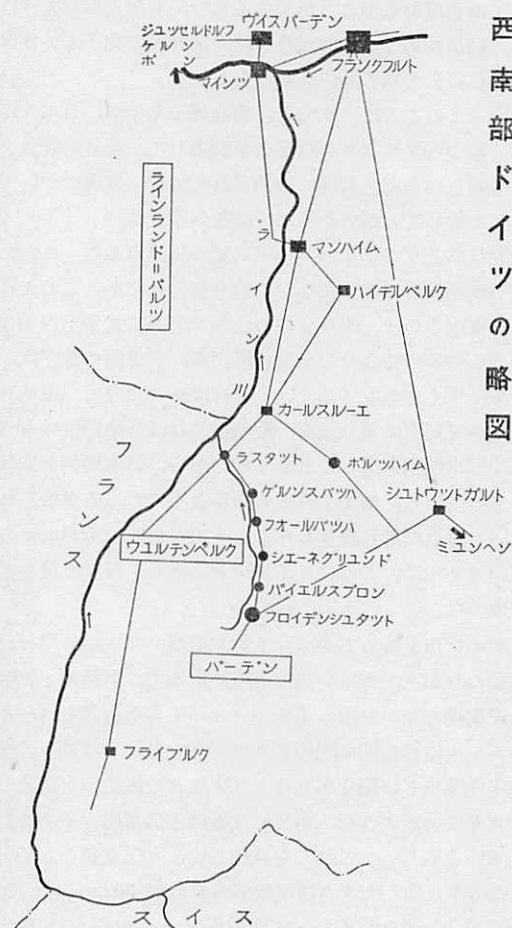 西南部ドイツの略図
ジュッセルドルフ
ケルン
ボン
ヴイスバーデン
フランクフルト
マインツ
ラインランド=パルツ
ライン川
マンハイム
ハイデルベルク
カールスルーエ
ラスタット
ポルツハイム
ゲルンスバッハ
シユトウツトガルト
フオールバッハ
ミユンヘン
フランス
ウユルテンベルク
シエーネグリュンド
バイエルスブロン
フロイデンシュタット
バーデン
フライブルク
スイス